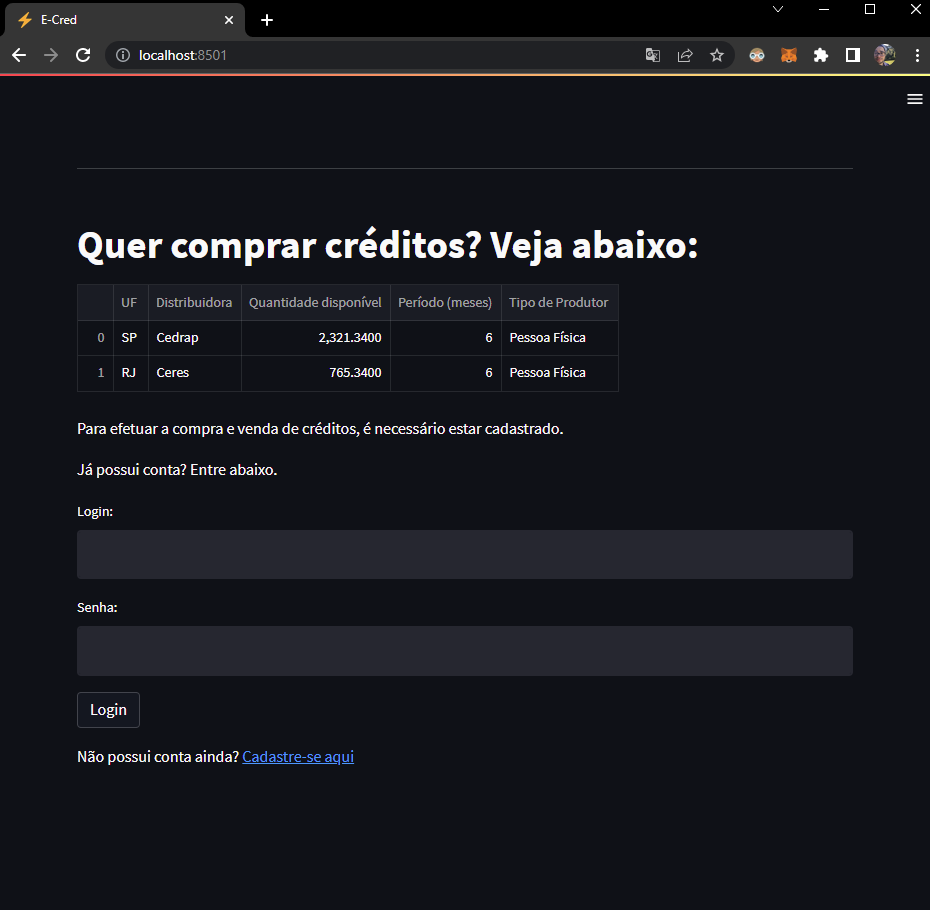 E-Cred
localhost:8501
Quer comprar créditos? Veja abaixo:
UF Distribuidora Quantidade disponível Período (meses) Tipo de Produtor
0 SP Cedrap 2,321.3400 6 Pessoa Física
1 RJ Ceres 765.3400 6 Pessoa Física
Para efetuar a compra e venda de créditos, é necessário estar cadastrado.
Já possui conta? Entre abaixo.
Login:
Senha:
Login
Não possui conta ainda? Cadastre-se aqui